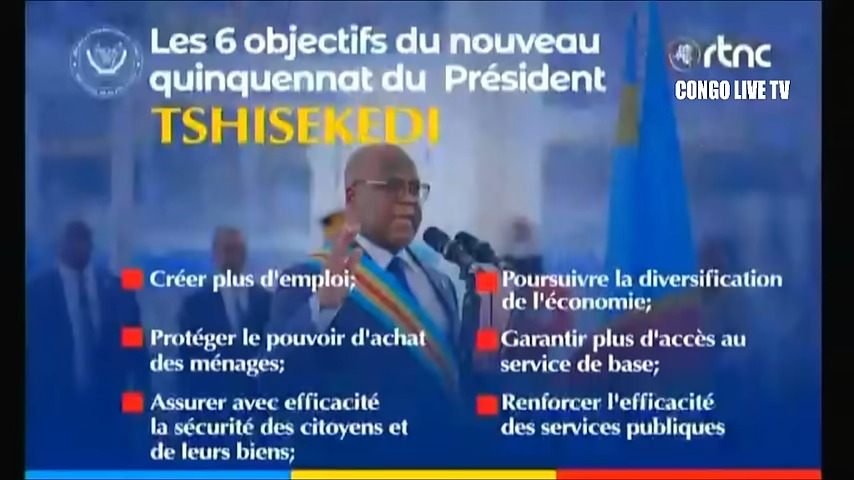 Les 6 objectifs du nouveau
quinquennat du Président
TSHISEKEDI
rtnc
CONGO LIVE TV
Créer plus d'emploi;
Protéger le pouvoir d'achat
des ménages;
Assurer avec efficacité
la sécurité des citoyens et
de leurs biens;
Poursuivre la diversification
de l'économie;
Garantir plus d'accès au
service de base;
Renforcer l'efficacité
des services publiques